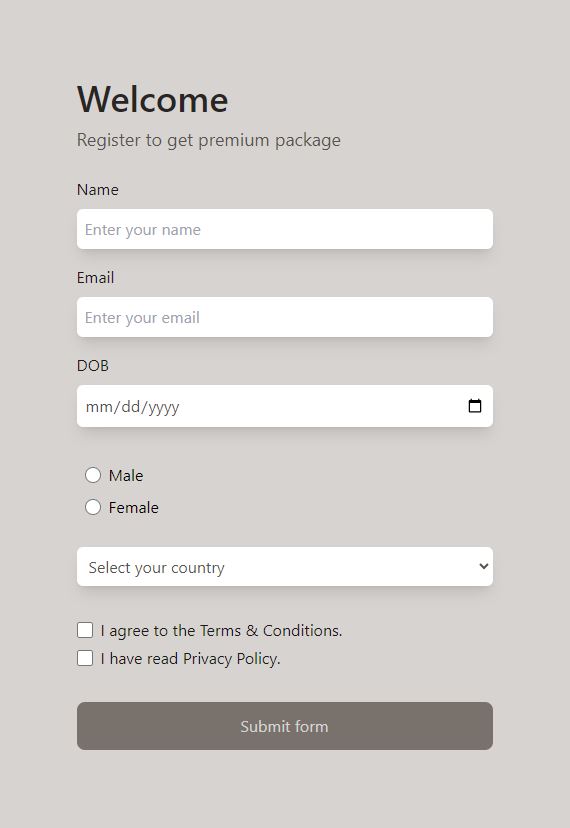 Welcome
Register to get premium package
Name
Enter your name
Email
Enter your email
DOB
mm/dd/yyyy
Male
Female
Select your country
I agree to the Terms & Conditions.
I have read Privacy Policy.
Submit form